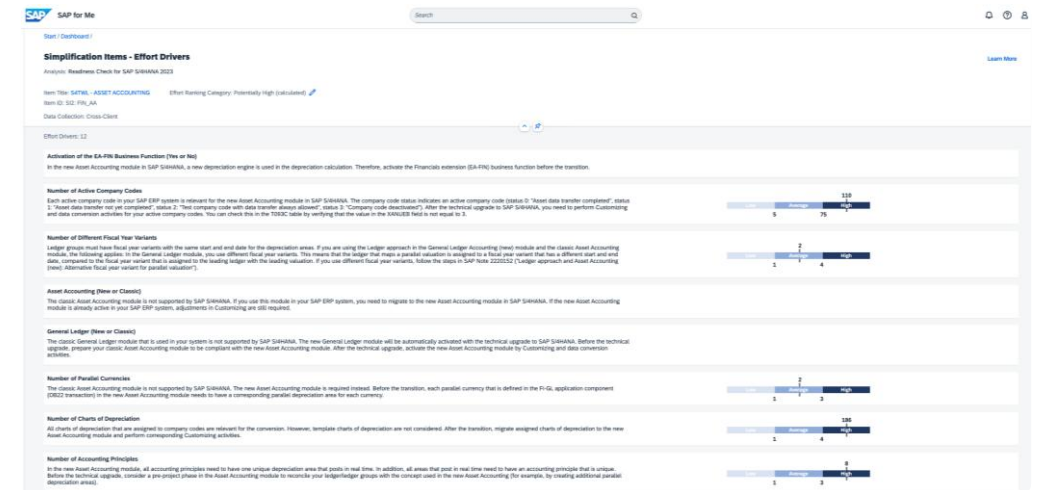 SAP SAP for Me
Search
Start / Dashboard /
Simplification Items - Effort Drivers
Learn More
Analysis: Readiness Check for SAP S/4HANA 2023
Item Title: S4TWL - ASSET ACCOUNTING Effort Ranking Category: Potentially High (calculated)
Item ID: SI2: FIN_AA
Data Collection: Cross-Client
Effort Drivers: 12
Activation of the EA-FIN Business Function (Yes or No)
In the new Asset Accounting module in SAP S/4HANA, a new depreciation engine is used in the depreciation calculation. Therefore, activate the Financials extension (EA-FIN) business function before the transition.
Number of Active Company Codes
Each active company code in your SAP ERP system is relevant for the new Asset Accounting module in SAP S/4HANA. The company code status indicates an active company code (status 0: "Asset data transfer completed", status
1: "Asset data transfer not yet completed", status 2: "Test company code with data transfer always allowed", status 3: "Company code deactivated"). After the technical upgrade to SAP S/4HANA, you need to perform Customizing
and data conversion activities for your active company codes. You can check this in the T093C table by verifying that the value in the XANUEB field is not equal to 3.
110
Low Average High
5 75
Number of Different Fiscal Year Variants
Ledger groups must have fiscal year variants with the same start and end date for the depreciation areas. If you are using the Ledger approach in the General Ledger Accounting (new) module and the classic Asset Accounting
module, the following applies: In the General Ledger module, you use different fiscal year variants. This means that the ledger that maps a parallel valuation is assigned to a fiscal year variant that has a different start and end
date, compared to the fiscal year variant that is assigned to the leading ledger with the leading valuation. If you use different fiscal year variants, follow the steps in SAP Note 2220152 ("Ledger approach and Asset Accounting
(new): Alternative fiscal year variant for parallel valuation").
2
Low Average High
1 4
Asset Accounting (New or Classic)
The classic Asset Accounting module is not supported by SAP S/4HANA. If you use this module in your SAP ERP system, you need to migrate to the new Asset Accounting module in SAP S/4HANA. If the new Asset Accounting
module is already active in your SAP ERP system, adjustments in Customizing are still required.
General Ledger (New or Classic)
The classic General Ledger module that is used in your system is not supported by SAP S/4HANA. The new General Ledger module will be automatically activated with the technical upgrade to SAP S/4HANA. Before the technical
upgrade, prepare your classic Asset Accounting module to be compliant with the new Asset Accounting module. After the technical upgrade, activate the new Asset Accounting module by Customizing and data conversion
activities.
Number of Parallel Currencies
The classic Asset Accounting module is not supported by SAP S/4HANA. The new Asset Accounting module is required instead. Before the transition, each parallel currency that is defined in the FI-GL application component
(OB22 transaction) in the new Asset Accounting module needs to have a corresponding parallel depreciation area for each currency.
2
Low Average High
1 3
Number of Charts of Depreciation
All charts of depreciation that are assigned to company codes are relevant for the conversion. However, template charts of depreciation are not considered. After the transition, migrate assigned charts of depreciation to the new
Asset Accounting module and perform corresponding Customizing activities.
Low Average High
1 4
Number of Accounting Principles
In the new Asset Accounting module, all accounting principles need to have one unique depreciation area that posts in real time. In addition, all areas that post in real time need to have an accounting principle that is unique.
Before the technical upgrade, consider a pre-project phase in the Asset Accounting module to reconcile your ledger/ledger groups with the concept used in the new Asset Accounting (for example, by creating additional parallel
depreciation areas).
8
Low Average High
1 3